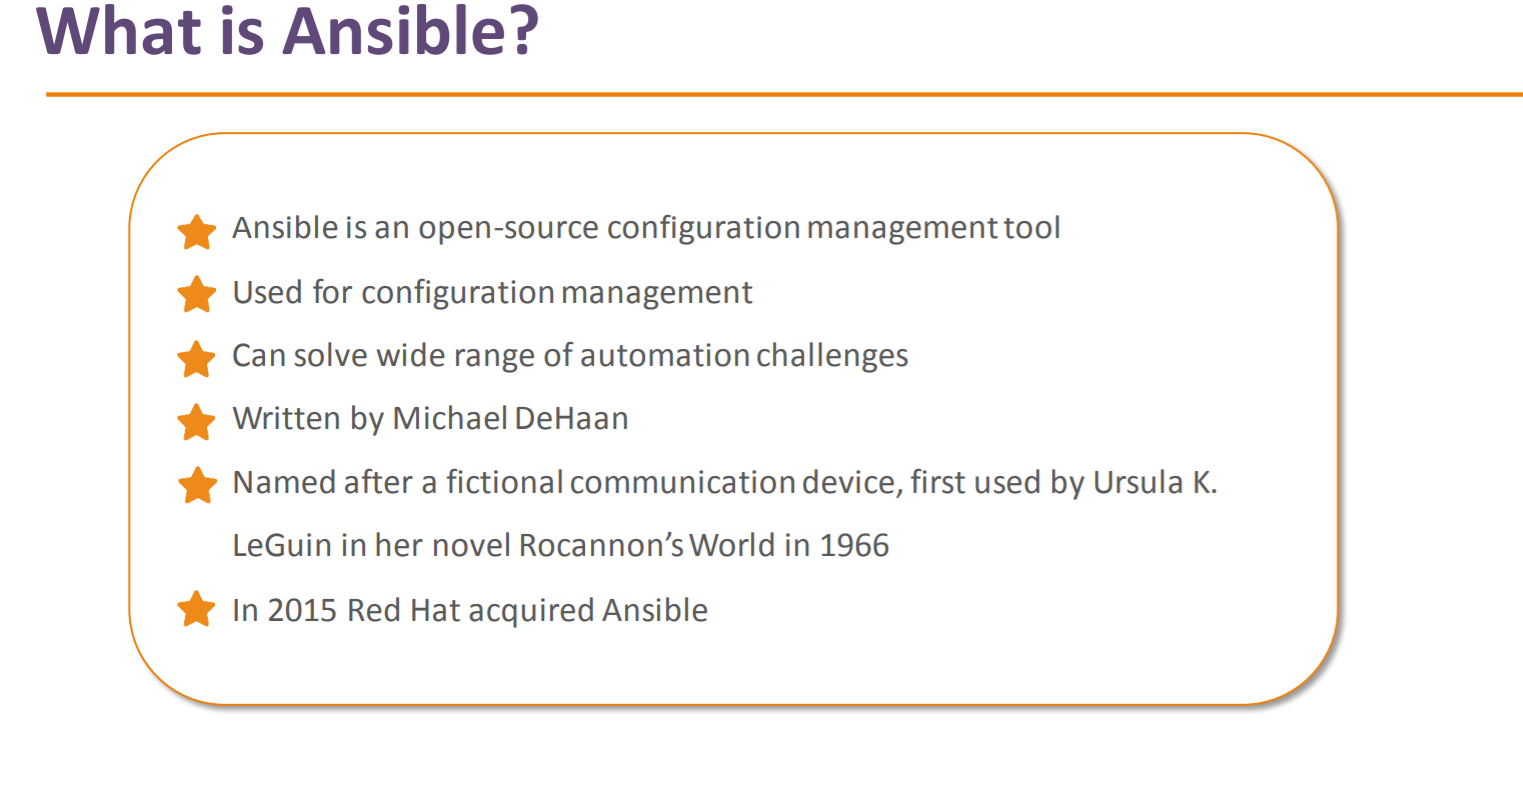 What is Ansible?
Ansible is an open-source configuration management tool
Used for configuration management
Can solve wide range of automation challenges
Written by Michael DeHaan
Named after a fictional communication device, first used by Ursula K.
LeGuin in her novel Rocannon’s World in 1966
In 2015 Red Hat acquired Ansible